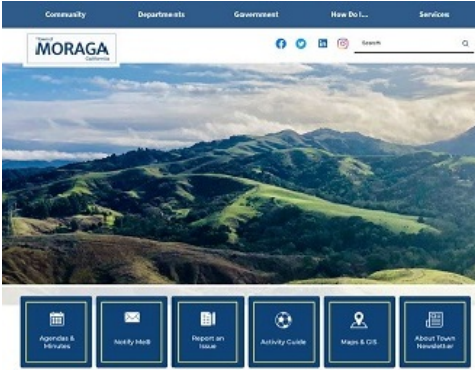 Community
Departments
Government
How Do I...
Services
Town of
MORAGA
California
Search
Agendas &
Minutes
Notify Me®
Report an
Issue
Activity Guide
Maps & GIS
About Town
Newsletter